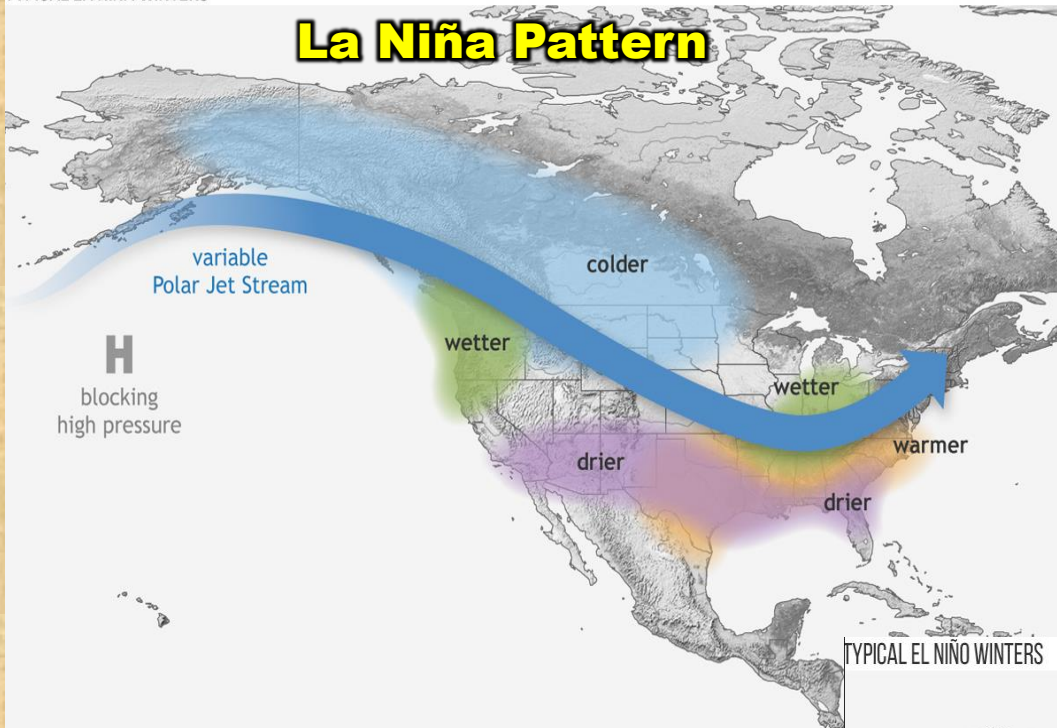 La Niña Pattern
variable
Polar Jet Stream
colder
H
blocking
high pressure
wetter
wetter
warmer
drier
drier
TYPICAL EL NIÑO WINTERS